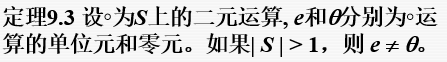 定理9.3 设∘为S上的二元运算, e和θ分别为∘运
算的单位元和零元。如果| S | > 1，则 e ≠ θ。